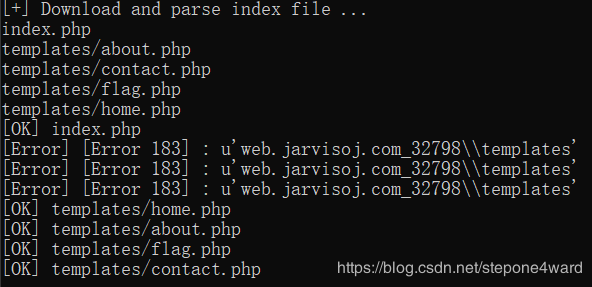 [+] Download and parse index file ...
index.php
templates/about.php
templates/contact.php
templates/flag.php
templates/home.php
[OK] index.php
[Error] [Error 183] : u'web.jarvisoj.com_32798\\templates'
[Error] [Error 183] : u'web.jarvisoj.com_32798\\templates'
[Error] [Error 183] : u'web.jarvisoj.com_32798\\templates'
[OK] templates/home.php
[OK] templates/about.php
[OK] templates/flag.php
[OK] templates/contact.php
https://blog.csdn.net/stepone4ward